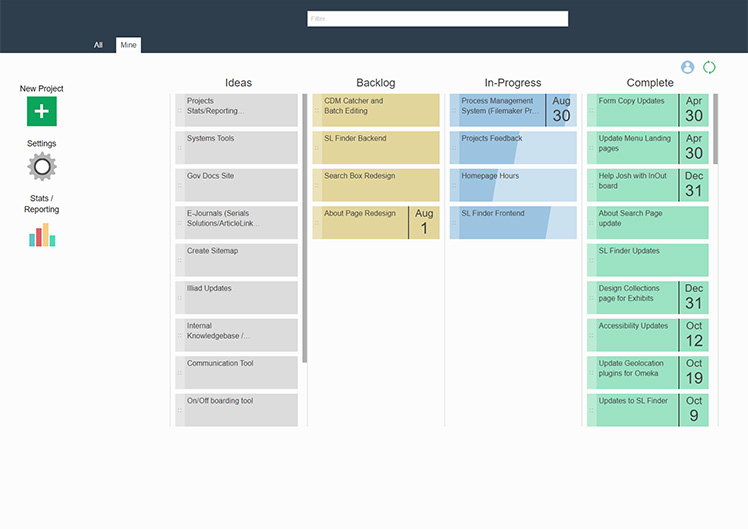 Filter
All
Mine
New Project
Settings
Stats /
Reporting
Ideas
Projects
Stats/Reporting...
Systems Tools
Gov Docs Site
E-Journals (Serials
Solutions/ArticleLink...
Create Sitemap
Illiad Updates
Internal
Knowledgebase /...
Communication Tool
On/Off boarding tool
Backlog
CDM Catcher and
Batch Editing
SL Finder Backend
Search Box Redesign
About Page Redesign
Aug
1
In-Progress
Process Management
System (Filemaker Pr...
Aug
30
Projects Feedback
Homepage Hours
SL Finder Frontend
Complete
Form Copy Updates
Apr
30
Update Menu Landing
pages
Apr
30
Help Josh with InOut
board
Dec
31
About Search Page
update
SL Finder Updates
Design Collections
page for Exhibits
Dec
31
Accessibility Updates
Oct
12
Update Geolocation
plugins for Omeka
Oct
19
Updates to SL Finder
Oct
9